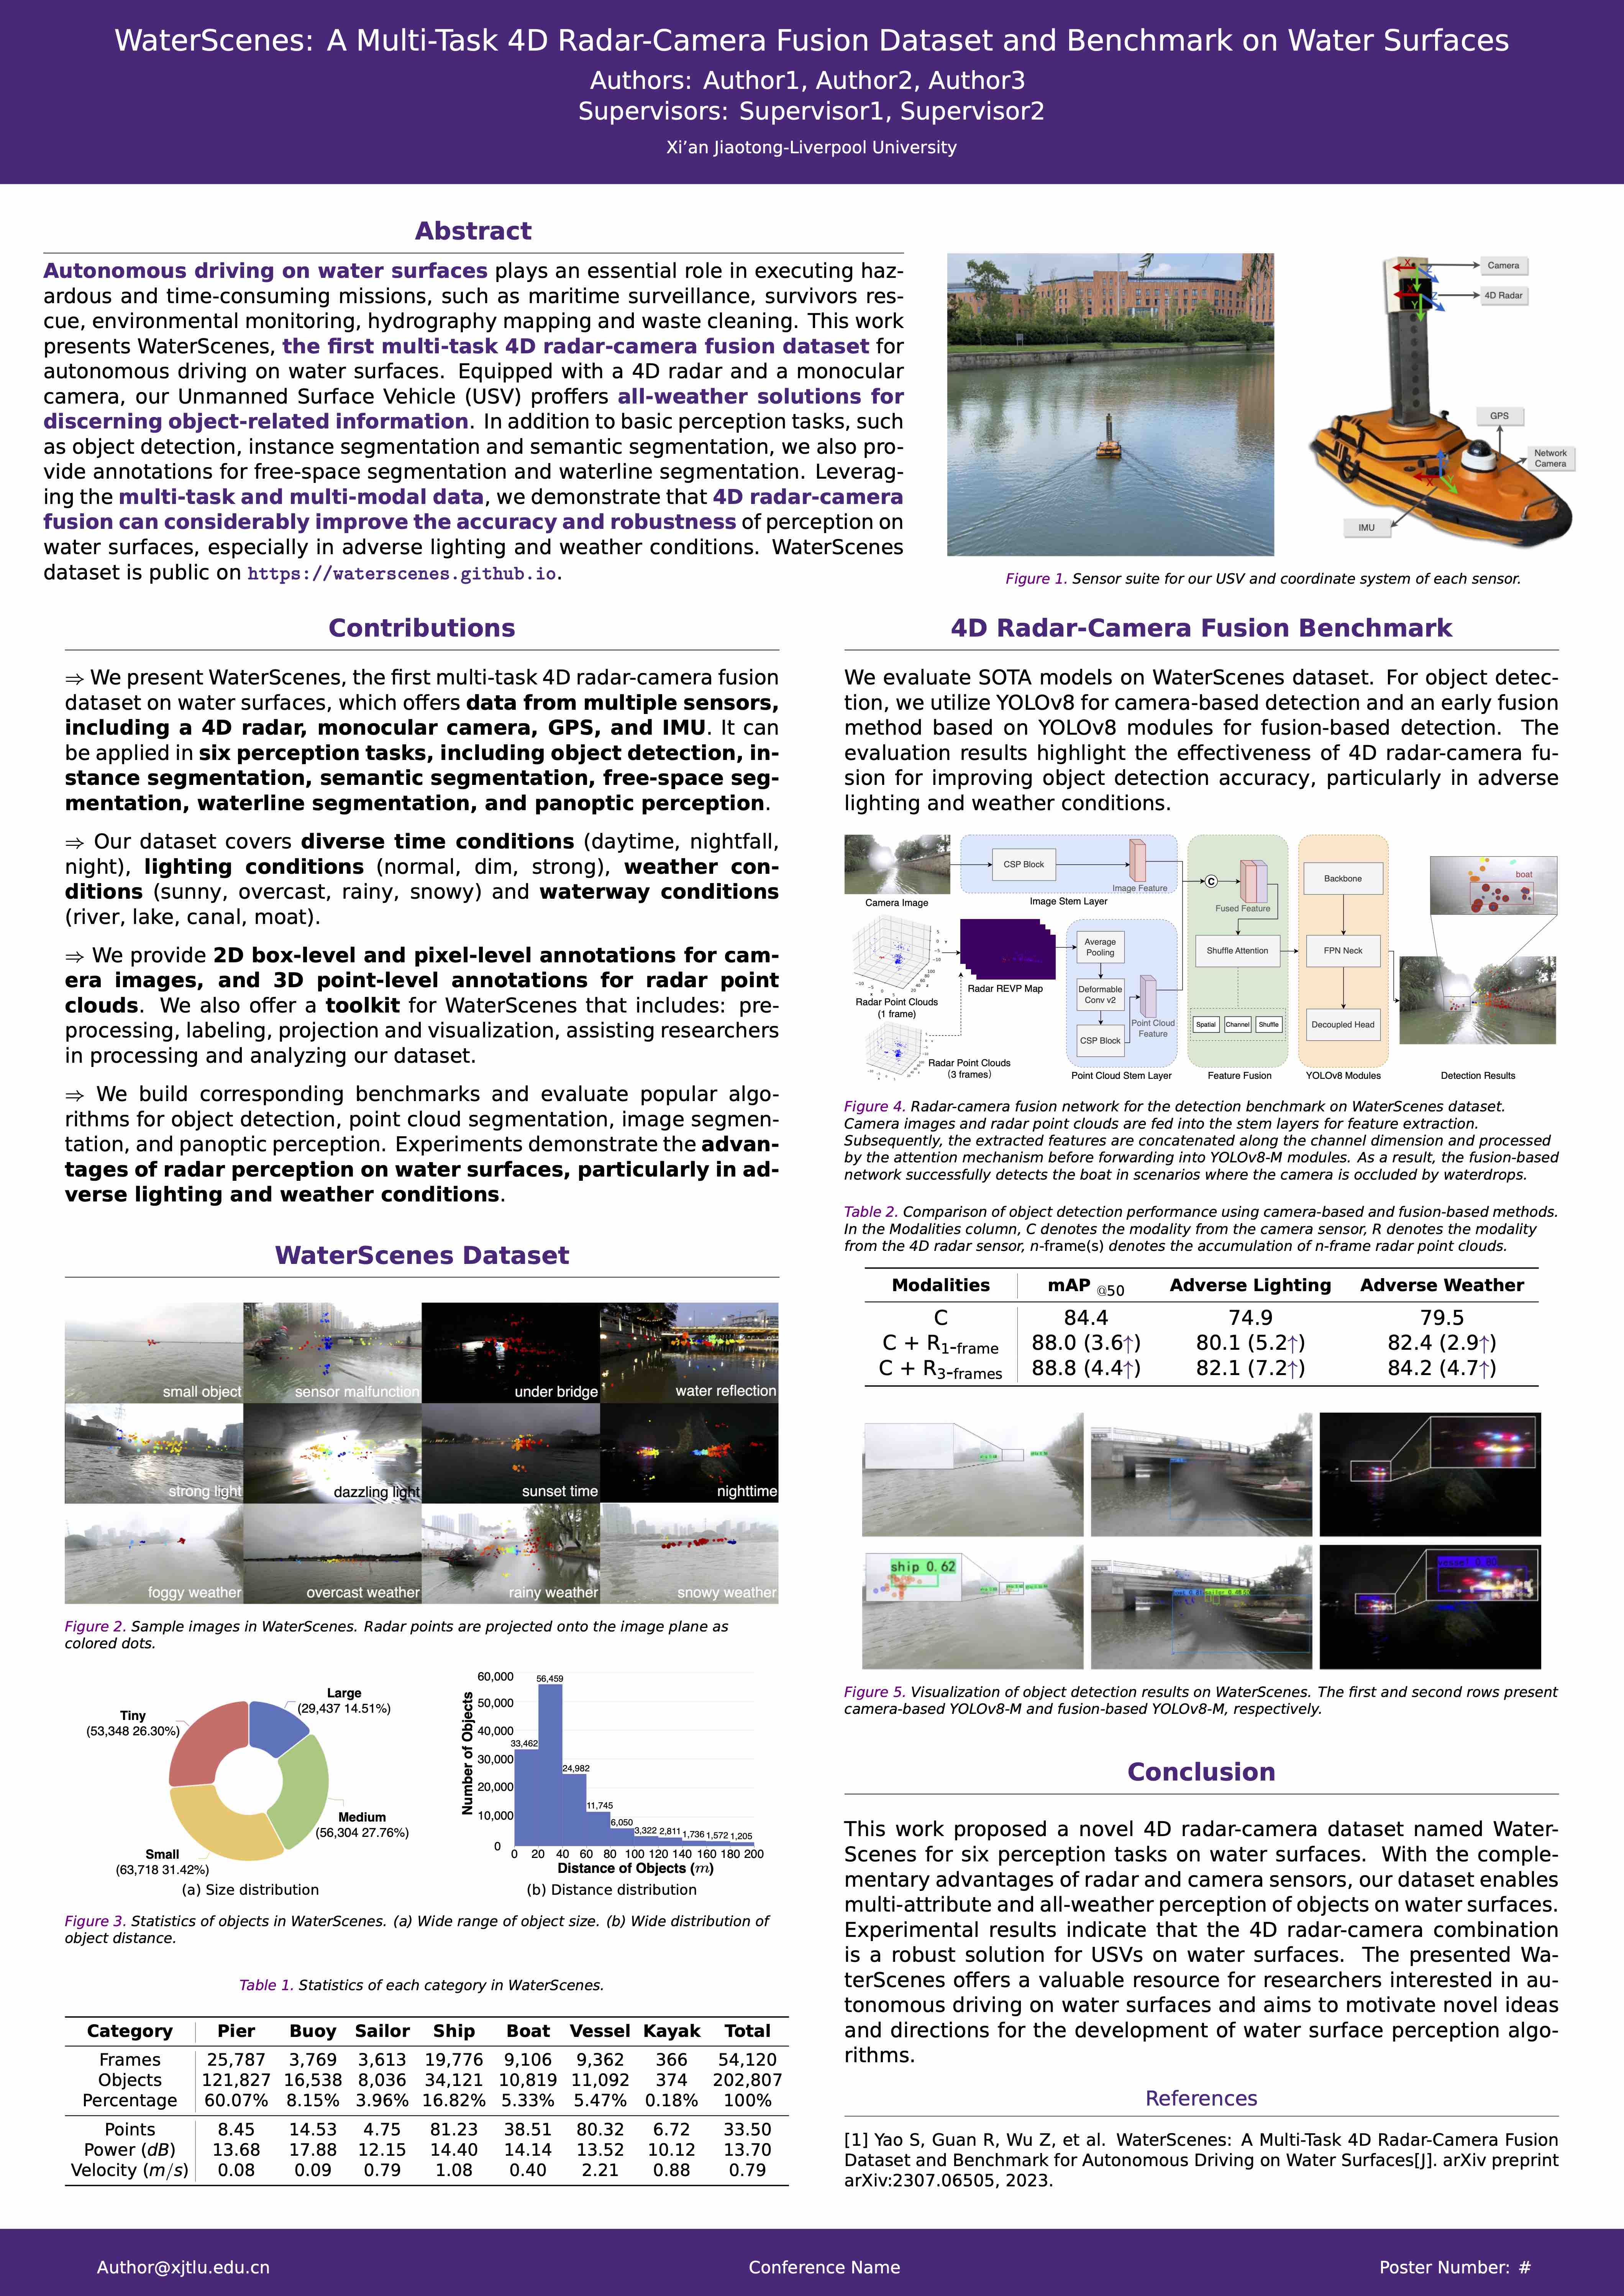 WaterScenes: A Multi-Task 4D Radar-Camera Fusion Dataset and Benchmark on Water Surfaces
Authors: Author1, Author2, Author3
Supervisors: Supervisor1, Supervisor2
Xi’an Jiaotong-Liverpool University
Abstract
Autonomous driving on water surfaces plays an essential role in executing haz-
ardous and time-consuming missions, such as maritime surveillance, survivors res-
cue, environmental monitoring, hydrography mapping and waste cleaning. This work
presents WaterScenes, the first multi-task 4D radar-camera fusion dataset for
autonomous driving on water surfaces. Equipped with a 4D radar and a monocular
camera, our Unmanned Surface Vehicle (USV) proffers all-weather solutions for
discerning object-related information. In addition to basic perception tasks, such
as object detection, instance segmentation and semantic segmentation, we also pro-
vide annotations for free-space segmentation and waterline segmentation. Leverag-
ing the multi-task and multi-modal data, we demonstrate that 4D radar-camera
fusion can considerably improve the accuracy and robustness of perception on
water surfaces, especially in adverse lighting and weather conditions. WaterScenes
dataset is public on https://waterscenes.github.io.
Camera
4D Radar
GPS
Network
Camera
IMU
X
Z
X
Z
Y
X
Y
Figure 1. Sensor suite for our USV and coordinate system of each sensor.
Contributions
⇒ We present WaterScenes, the first multi-task 4D radar-camera fusion
dataset on water surfaces, which offers data from multiple sensors,
including a 4D radar, monocular camera, GPS, and IMU. It can
be applied in six perception tasks, including object detection, in-
stance segmentation, semantic segmentation, free-space seg-
mentation, waterline segmentation, and panoptic perception.
⇒ Our dataset covers diverse time conditions (daytime, nightfall,
night), lighting conditions (normal, dim, strong), weather con-
ditions (sunny, overcast, rainy, snowy) and waterway conditions
(river, lake, canal, moat).
⇒ We provide 2D box-level and pixel-level annotations for cam-
era images, and 3D point-level annotations for radar point
clouds. We also offer a toolkit for WaterScenes that includes: pre-
processing, labeling, projection and visualization, assisting researchers
in processing and analyzing our dataset.
⇒ We build corresponding benchmarks and evaluate popular algo-
rithms for object detection, point cloud segmentation, image segmen-
tation, and panoptic perception. Experiments demonstrate the advan-
tages of radar perception on water surfaces, particularly in ad-
verse lighting and weather conditions.
WaterScenes Dataset
small object
sensor malfunction
under bridge
water reflection
strong light
dazzling light
sunset time
nighttime
foggy weather
overcast weather
rainy weather
snowy weather
Figure 2. Sample images in WaterScenes. Radar points are projected onto the image plane as
colored dots.
Large
(29,437 14.51%)
Tiny
(53,348 26.30%)
Medium
(56,304 27.76%)
Small
(63,718 31.42%)
(a) Size distribution
Number of Objects
60,000
50,000
40,000
30,000
20,000
10,000
0
33,462
56,459
24,982
11,745
6,050
3,322 2,811 1,736 1,572 1,205
0 20 40 60 80 100 120 140 160 180 200
Distance of Objects (m)
(b) Distance distribution
Figure 3. Statistics of objects in WaterScenes. (a) Wide range of object size. (b) Wide distribution of
object distance.
Table 1. Statistics of each category in WaterScenes.
Category Pier Buoy Sailor Ship Boat Vessel Kayak Total
Frames 25,787 3,769 3,613 19,776 9,106 9,362 366 54,120
Objects 121,827 16,538 8,036 34,121 10,819 11,092 374 202,807
Percentage 60.07% 8.15% 3.96% 16.82% 5.33% 5.47% 0.18% 100%
Points 8.45 14.53 4.75 81.23 38.51 80.32 6.72 33.50
Power (dB) 13.68 17.88 12.15 14.40 14.14 13.52 10.12 13.70
Velocity (m/s) 0.08 0.09 0.79 1.08 0.40 2.21 0.88 0.79
4D Radar-Camera Fusion Benchmark
We evaluate SOTA models on WaterScenes dataset. For object detec-
tion, we utilize YOLOv8 for camera-based detection and an early fusion
method based on YOLOv8 modules for fusion-based detection. The
evaluation results highlight the effectiveness of 4D radar-camera fu-
sion for improving object detection accuracy, particularly in adverse
lighting and weather conditions.
Camera Image
CSP Block
Image Feature
Image Stem Layer
Radar Point Clouds
(1 frame)
Radar REVP Map
Radar Point Clouds
(3 frames)
Average
Pooling
Deformable
Conv v2
CSP Block
Point Cloud
Feature
Point Cloud Stem Layer
C
Fused Feature
Shuffle Attention
Spatial
Channel
Shuffle
Feature Fusion
Backbone
FPN Neck
Decoupled Head
YOLOv8 Modules
boat
Detection Results
Figure 4. Radar-camera fusion network for the detection benchmark on WaterScenes dataset.
Camera images and radar point clouds are fed into the stem layers for feature extraction.
Subsequently, the extracted features are concatenated along the channel dimension and processed
by the attention mechanism before forwarding into YOLOv8-M modules. As a result, the fusion-based
network successfully detects the boat in scenarios where the camera is occluded by waterdrops.
Table 2. Comparison of object detection performance using camera-based and fusion-based methods.
In the Modalities column, C denotes the modality from the camera sensor, R denotes the modality
from the 4D radar sensor, n-frame(s) denotes the accumulation of n-frame radar point clouds.
Modalities mAP @50 Adverse Lighting Adverse Weather
C 84.4 74.9 79.5
C + R1-frame 88.0 (3.6↑) 80.1 (5.2↑) 82.4 (2.9↑)
C + R3-frames 88.8 (4.4↑) 82.1 (7.2↑) 84.2 (4.7↑)
ship 0.62
vessel 0.80
Figure 5. Visualization of object detection results on WaterScenes. The first and second rows present
camera-based YOLOv8-M and fusion-based YOLOv8-M, respectively.
Conclusion
This work proposed a novel 4D radar-camera dataset named Water-
Scenes for six perception tasks on water surfaces. With the comple-
mentary advantages of radar and camera sensors, our dataset enables
multi-attribute and all-weather perception of objects on water surfaces.
Experimental results indicate that the 4D radar-camera combination
is a robust solution for USVs on water surfaces. The presented Wa-
terScenes offers a valuable resource for researchers interested in au-
tonomous driving on water surfaces and aims to motivate novel ideas
and directions for the development of water surface perception algo-
rithms.
References
[1] Yao S, Guan R, Wu Z, et al. WaterScenes: A Multi-Task 4D Radar-Camera Fusion
Dataset and Benchmark for Autonomous Driving on Water Surfaces[J]. arXiv preprint
arXiv:2307.06505, 2023.
Author@xjtlu.edu.cn
Conference Name
Poster Number: #